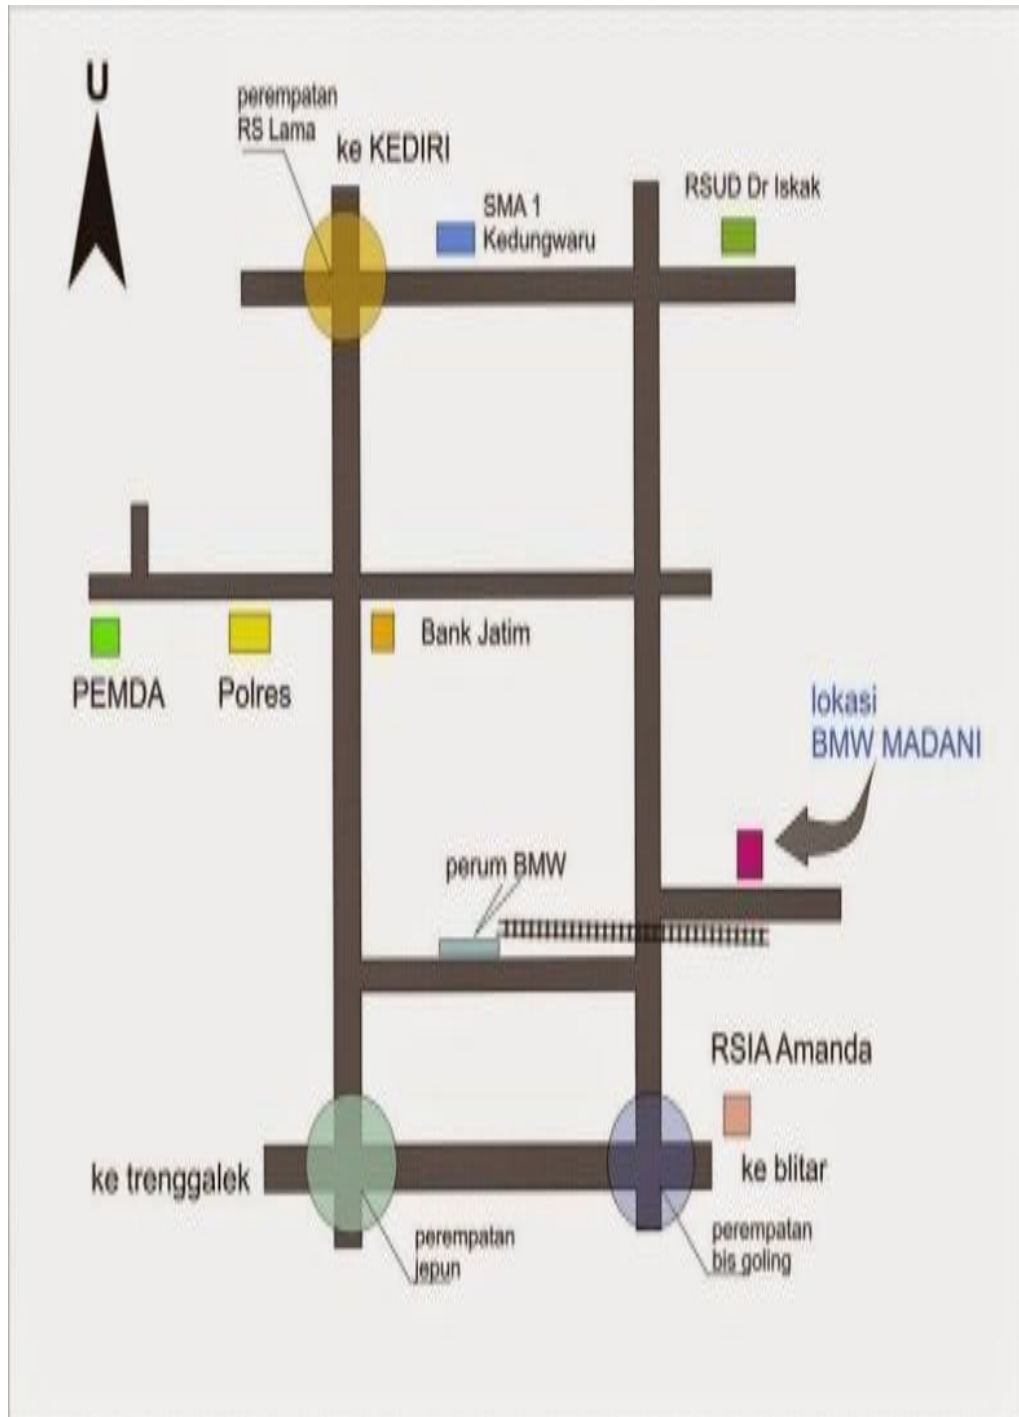 U
perempatan
RS Lama
ke KEDIRI
SMA 1
Kedungwaru
RSUD Dr Iskak
PEMDA
Polres
Bank Jatim
lokasi
BMW MADANI
perum BMW
RSIA Amanda
ke trenggalek
ke blitar
perempatan
jepun
perempatan
bis goling